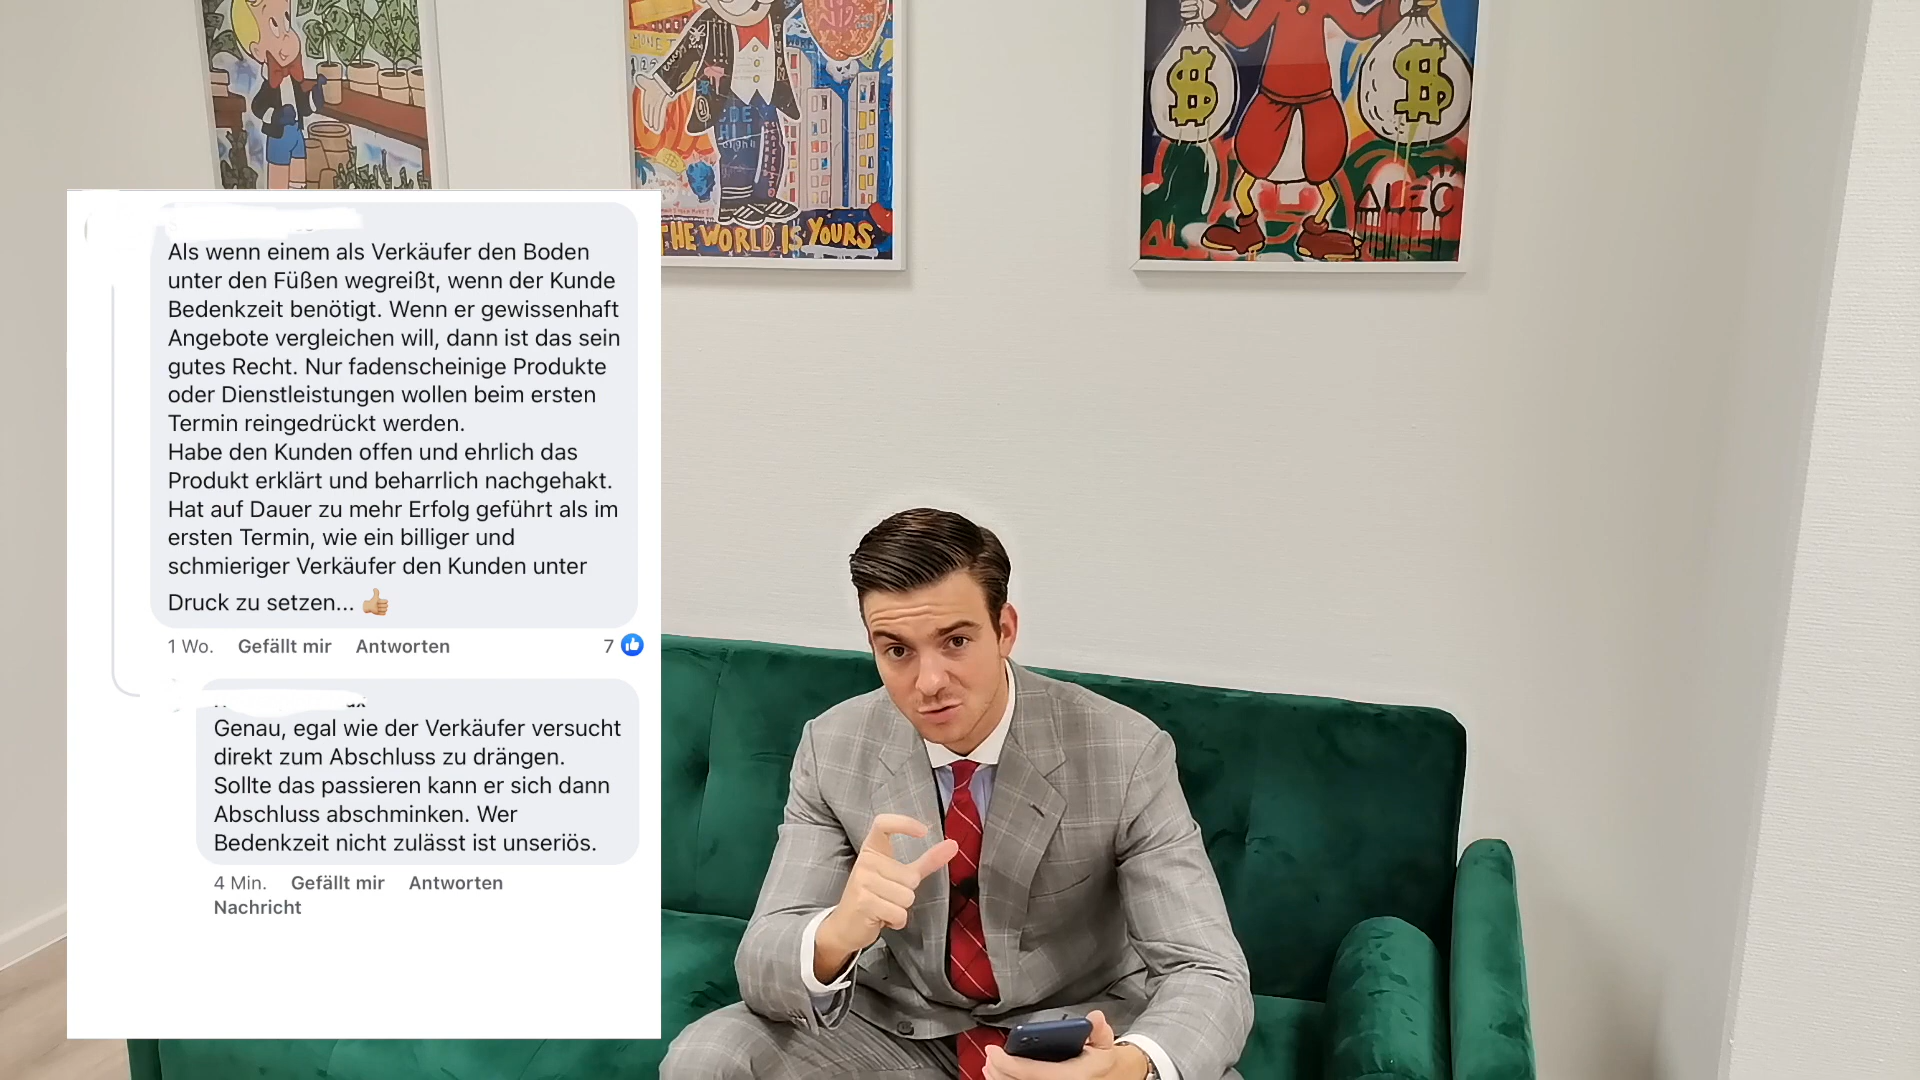 THE WORLD IS YOURS
ALEC
Als wenn einem als Verkäufer den Boden
unter den Füßen wegreißt, wenn der Kunde
Bedenkzeit benötigt. Wenn er gewissenhaft
Angebote vergleichen will, dann ist das sein
gutes Recht. Nur fadenscheinige Produkte
oder Dienstleistungen wollen beim ersten
Termin reingedrückt werden.
Habe den Kunden offen und ehrlich das
Produkt erklärt und beharrlich nachgehakt.
Hat auf Dauer zu mehr Erfolg geführt als im
ersten Termin, wie ein billiger und
schmieriger Verkäufer den Kunden unter
Druck zu setzen... 👍🏼
1 Wo. Gefällt mir Antworten 7
Genau, egal wie der Verkäufer versucht
direkt zum Abschluss zu drängen.
Sollte das passieren kann er sich dann
Abschluss abschminken. Wer
Bedenkzeit nicht zulässt ist unseriös.
4 Min. Gefällt mir Antworten
Nachricht